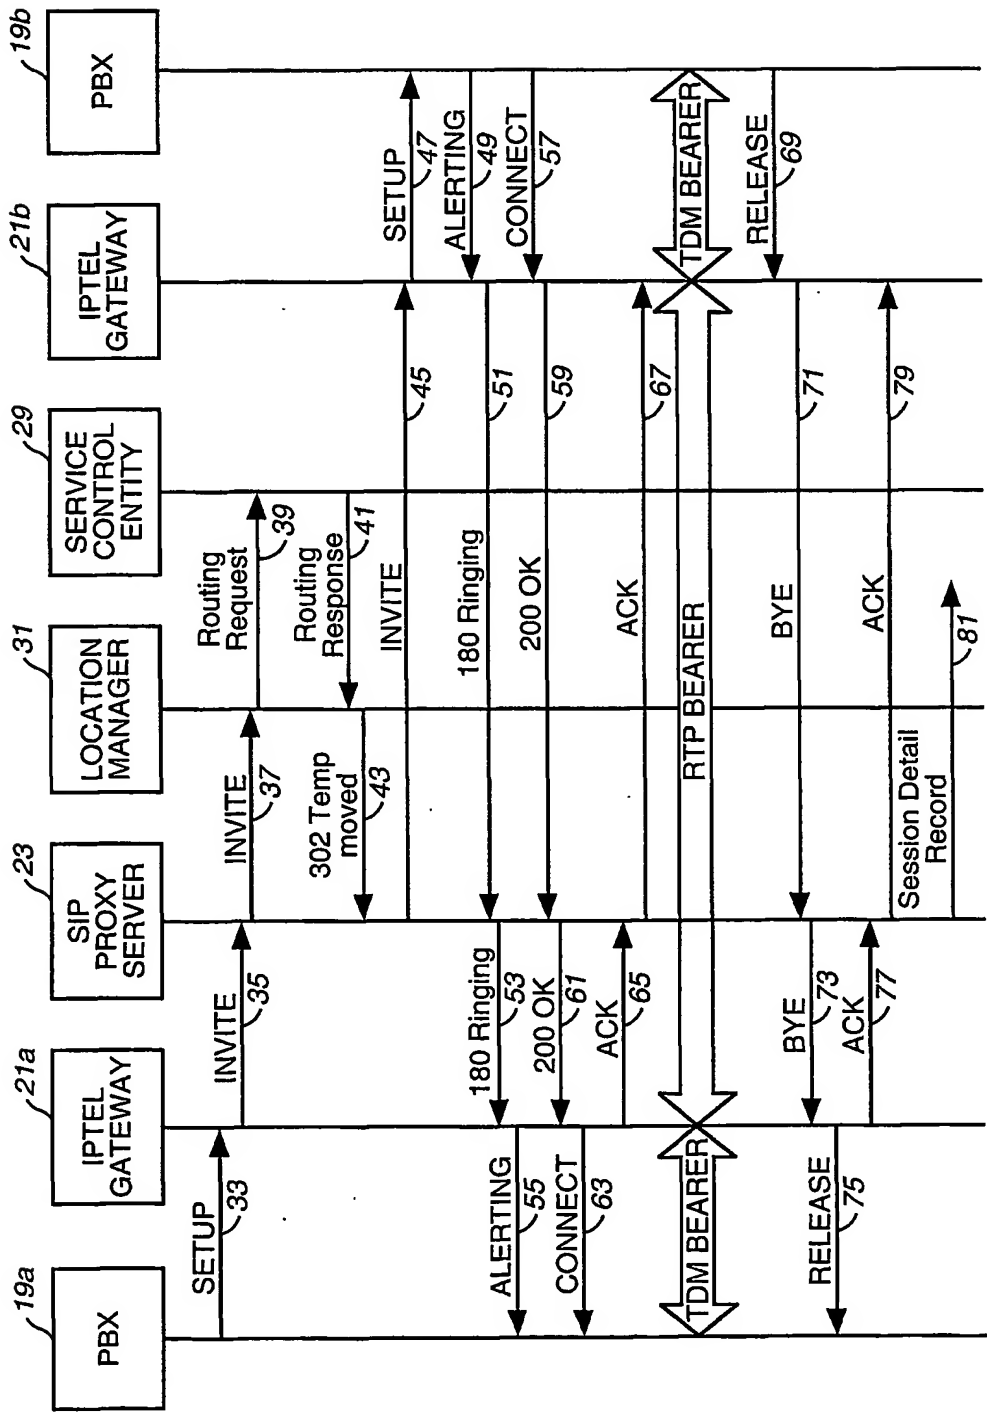 19a
PBX
21a
IPTEL
GATEWAY
23
SIP
PROXY
SERVER
31
LOCATION
MANAGER
29
SERVICE
CONTROL
ENTITY
21b
IPTEL
GATEWAY
19b
PBX
SETUP
33
INVITE
35
INVITE
37
Routing
Request
39
Routing
Response
41
302 Temp
moved
43
INVITE
45
SETUP
47
ALERTING
49
180 Ringing
51
180 Ringing
53
ALERTING
55
CONNECT
57
200 OK
59
200 OK
61
CONNECT
63
ACK
65
ACK
67
TDM BEARER
RTP BEARER
TDM BEARER
RELEASE
69
BYE
71
BYE
73
RELEASE
75
ACK
77
ACK
79
Session Detail
Record
81